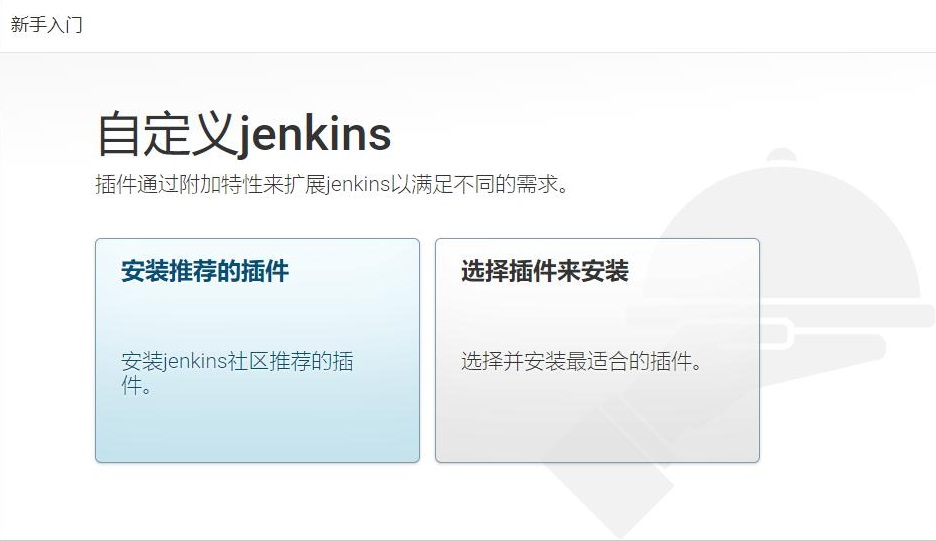 新手入门
自定义jenkins
插件通过附加特性来扩展jenkins以满足不同的需求。
安装推荐的插件
安装jenkins社区推荐的插
件。
选择插件来安装
选择并安装最适合的插件。